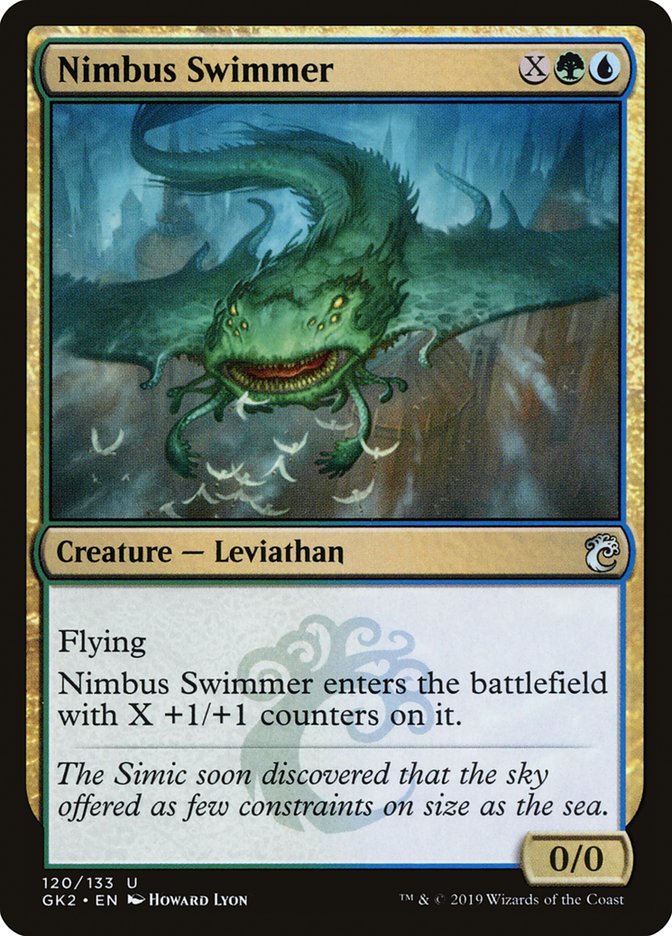 Nimbus Swimmer X
Creature — Leviathan
Flying
Nimbus Swimmer enters the battlefield
with X +1/+1 counters on it.
The Simic soon discovered that the sky
offered as few constraints on size as the sea.
0/0
120/133 U
GK2 • EN Howard Lyon
™ & © 2019 Wizards of the Coast